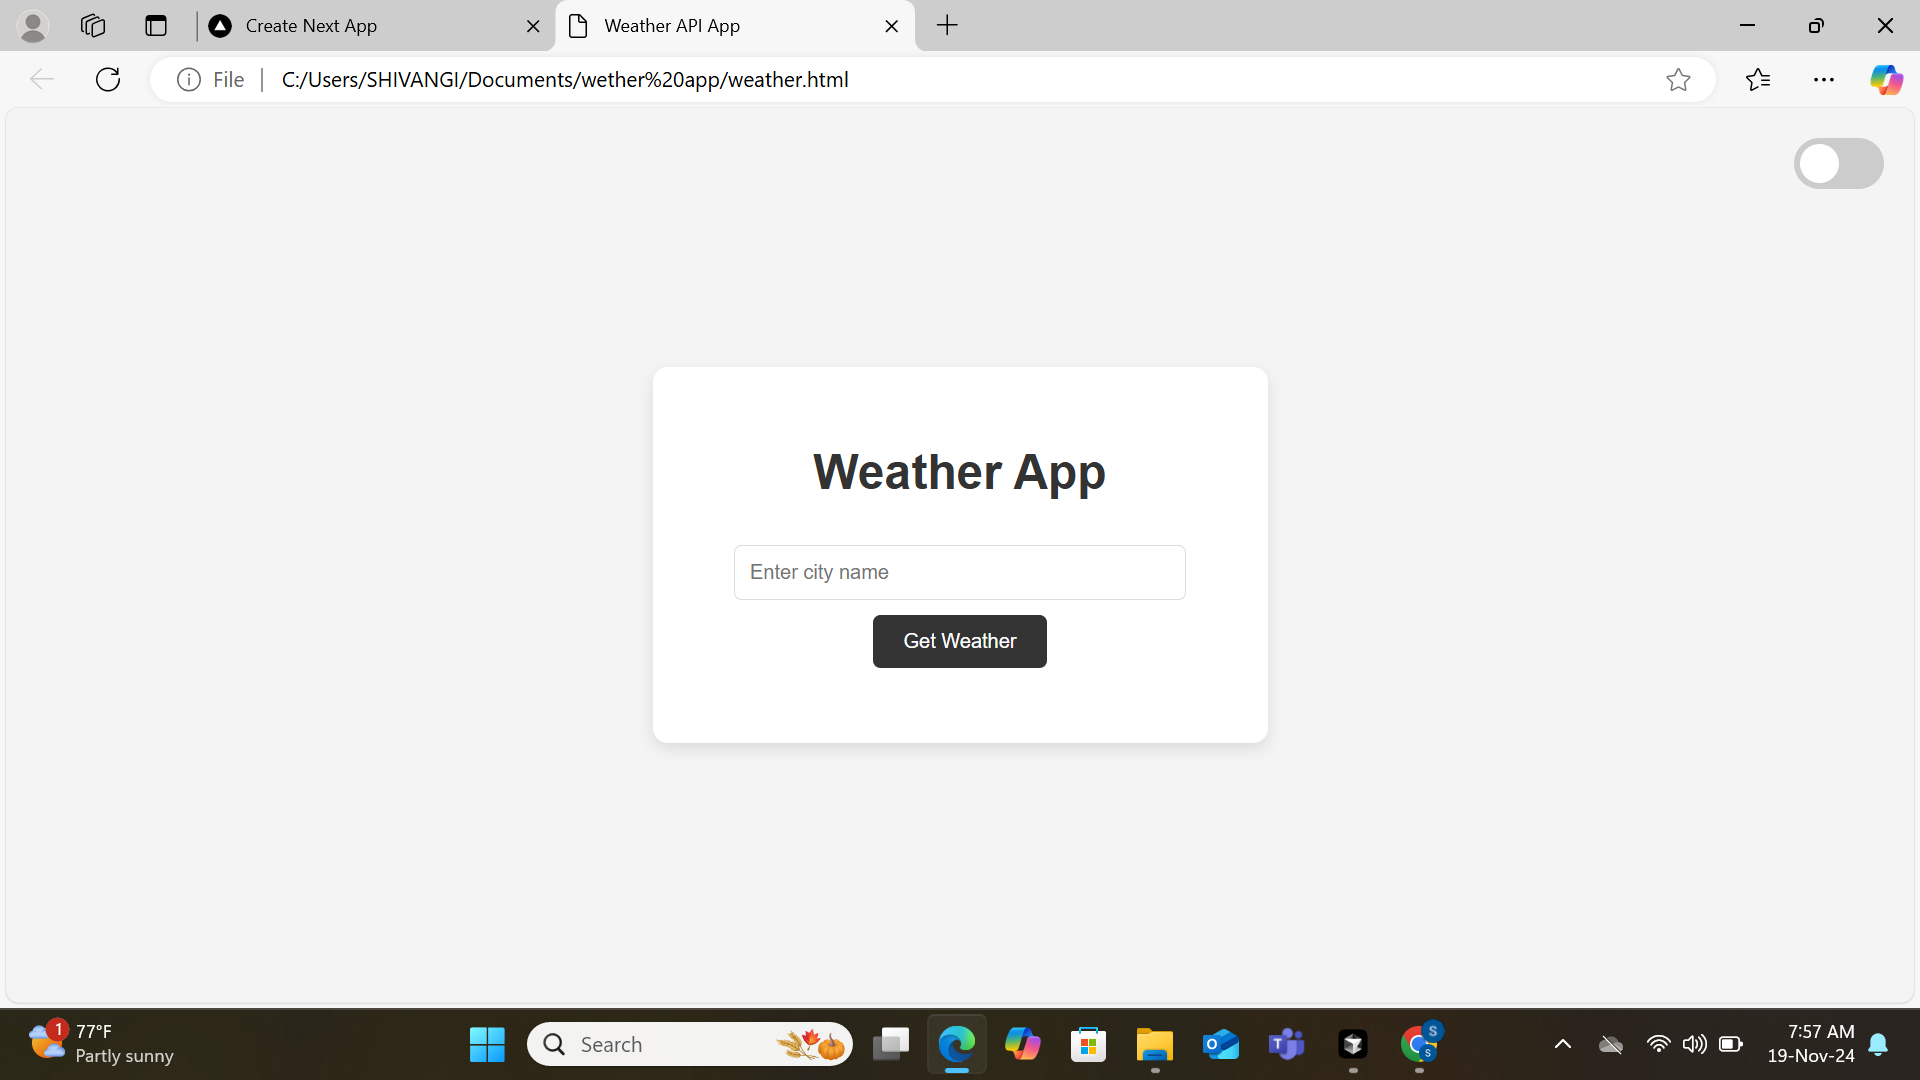 Create Next App
Weather API App
File
C:/Users/SHIVANGI/Documents/wether%20app/weather.html
Weather App
Enter city name
Get Weather
1
77°F
Partly sunny
Search
S
S
7:57 AM
19-Nov-24